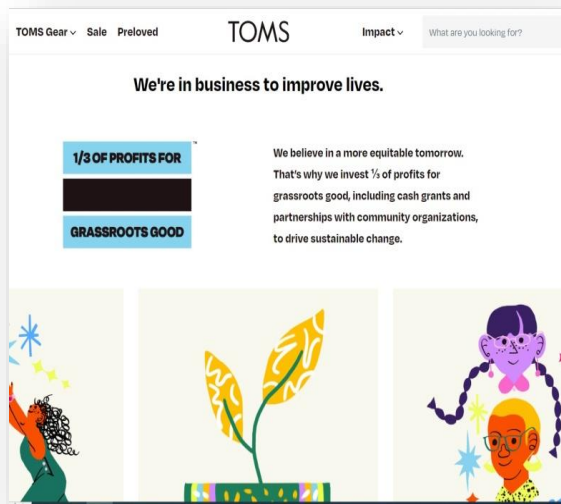 TOMS Gear Sale Preloved TOMS Impact What are you looking for?
We're in business to improve lives.
1/3 OF PROFITS FOR
GRASSROOTS GOOD
™
We believe in a more equitable tomorrow.
That's why we invest ⅓ of profits for
grassroots good, including cash grants and
partnerships with community organizations,
to drive sustainable change.